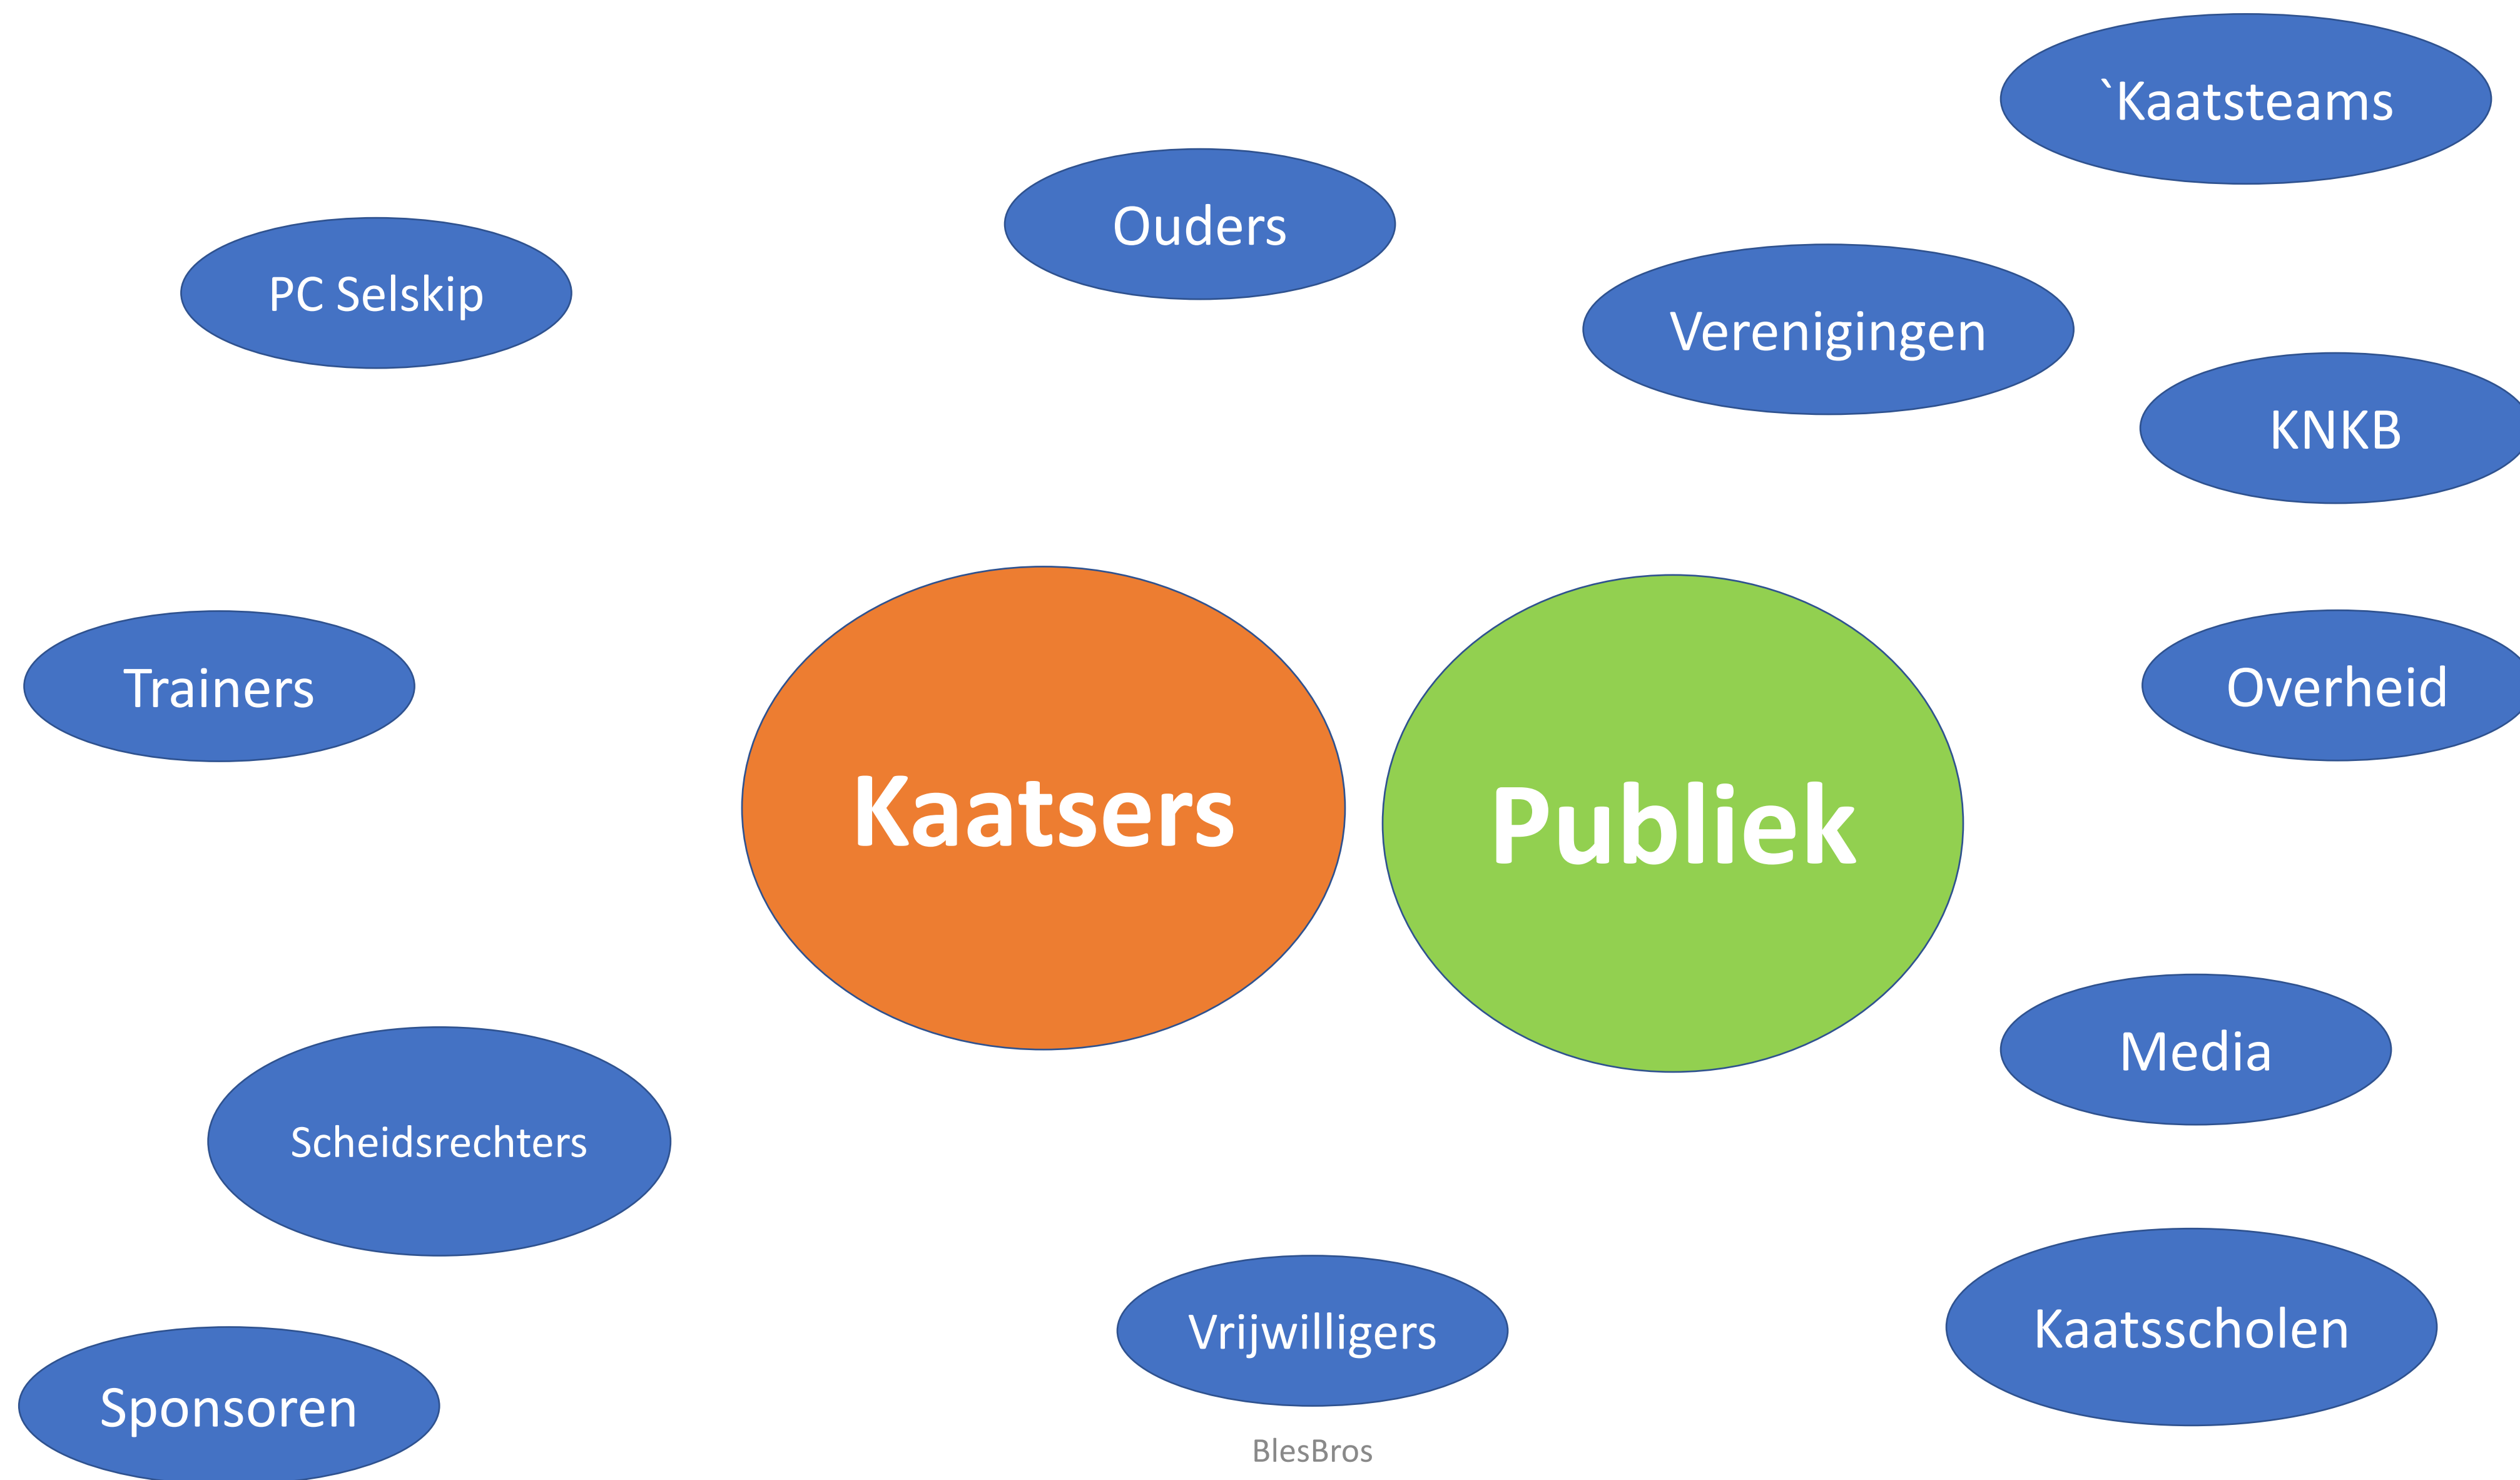 `Kaatsteams
Ouders
PC Selskip
Verenigingen
KNKB
Trainers
Overheid
Kaatsers
Publiek
Media
Scheidsrechters
Vrijwilligers
Kaatsscholen
Sponsoren
BlesBros